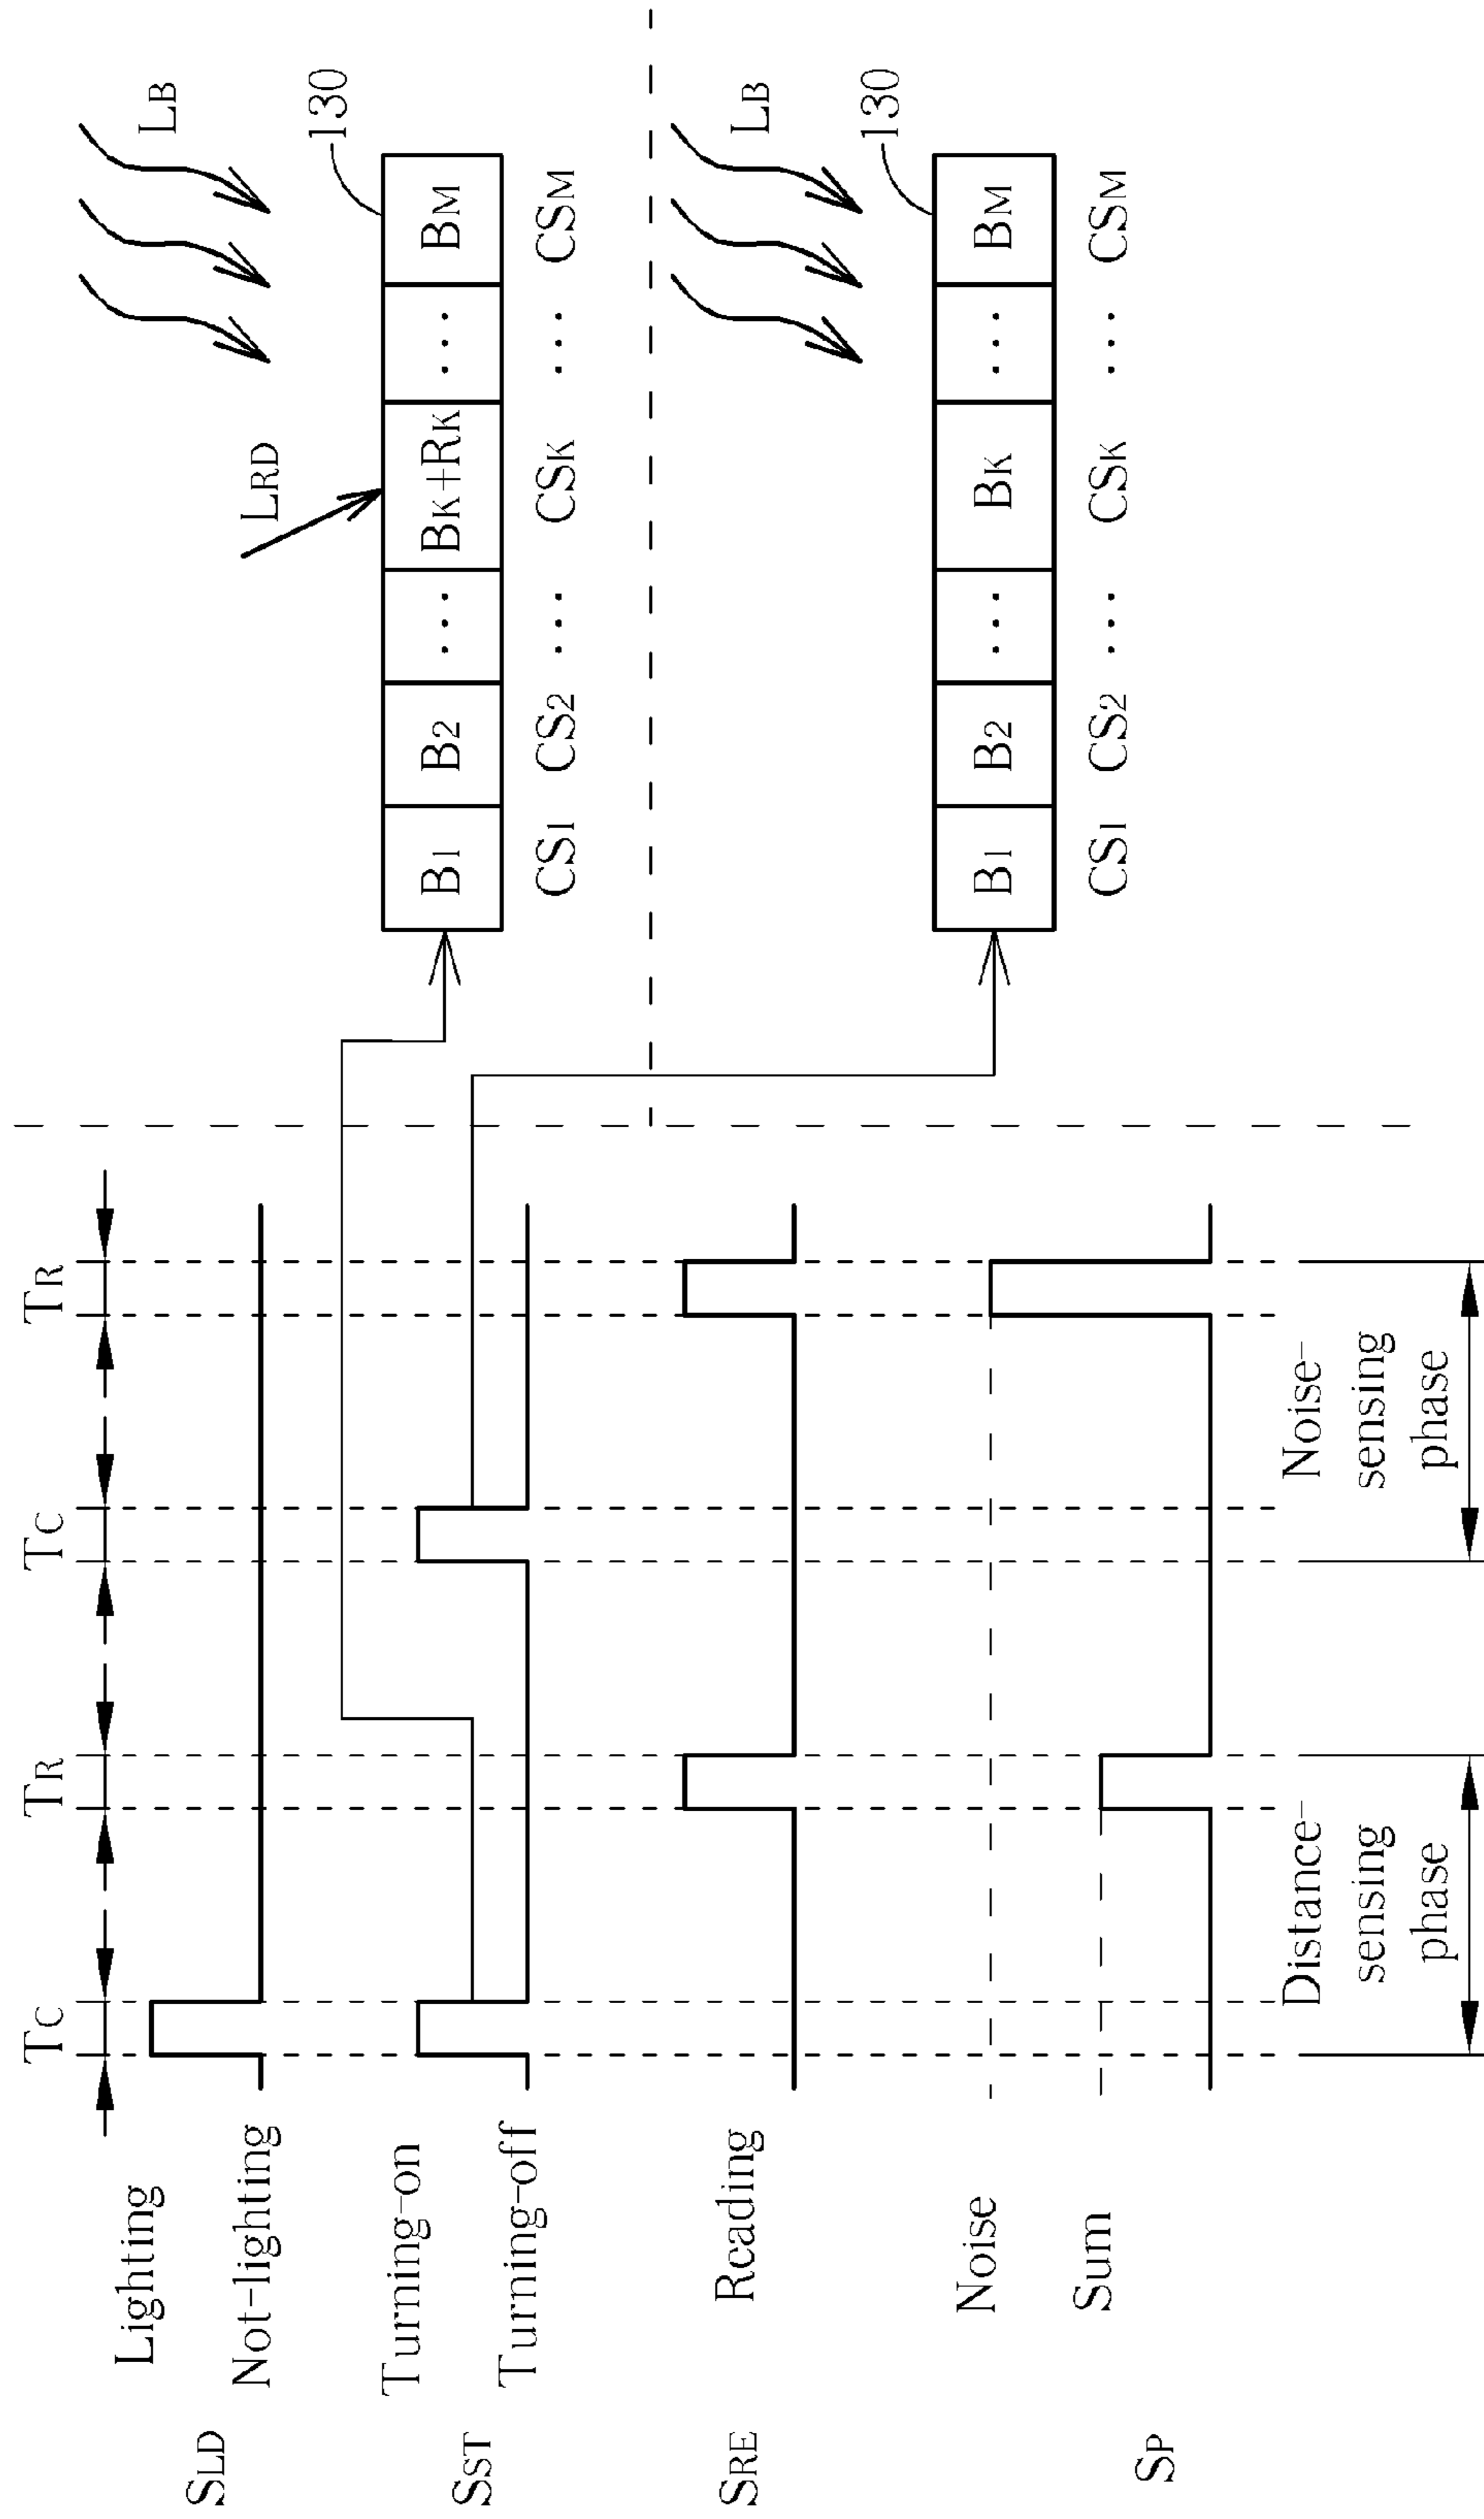 TC
TR
TC
TR
SLD
Lighting
Not-lighting
SST
Turning-on
Turning-off
SRE
Reading
SP
Noise
Sum
Distance-
sensing
phase
Noise-
sensing
phase
LRD
LB
130
B1 B2 ... BK+RK ... BM
CS1 CS2 ... CSK ... CSM
LB
130
B1 B2 ... BK ... BM
CS1 CS2 ... CSK ... CSM